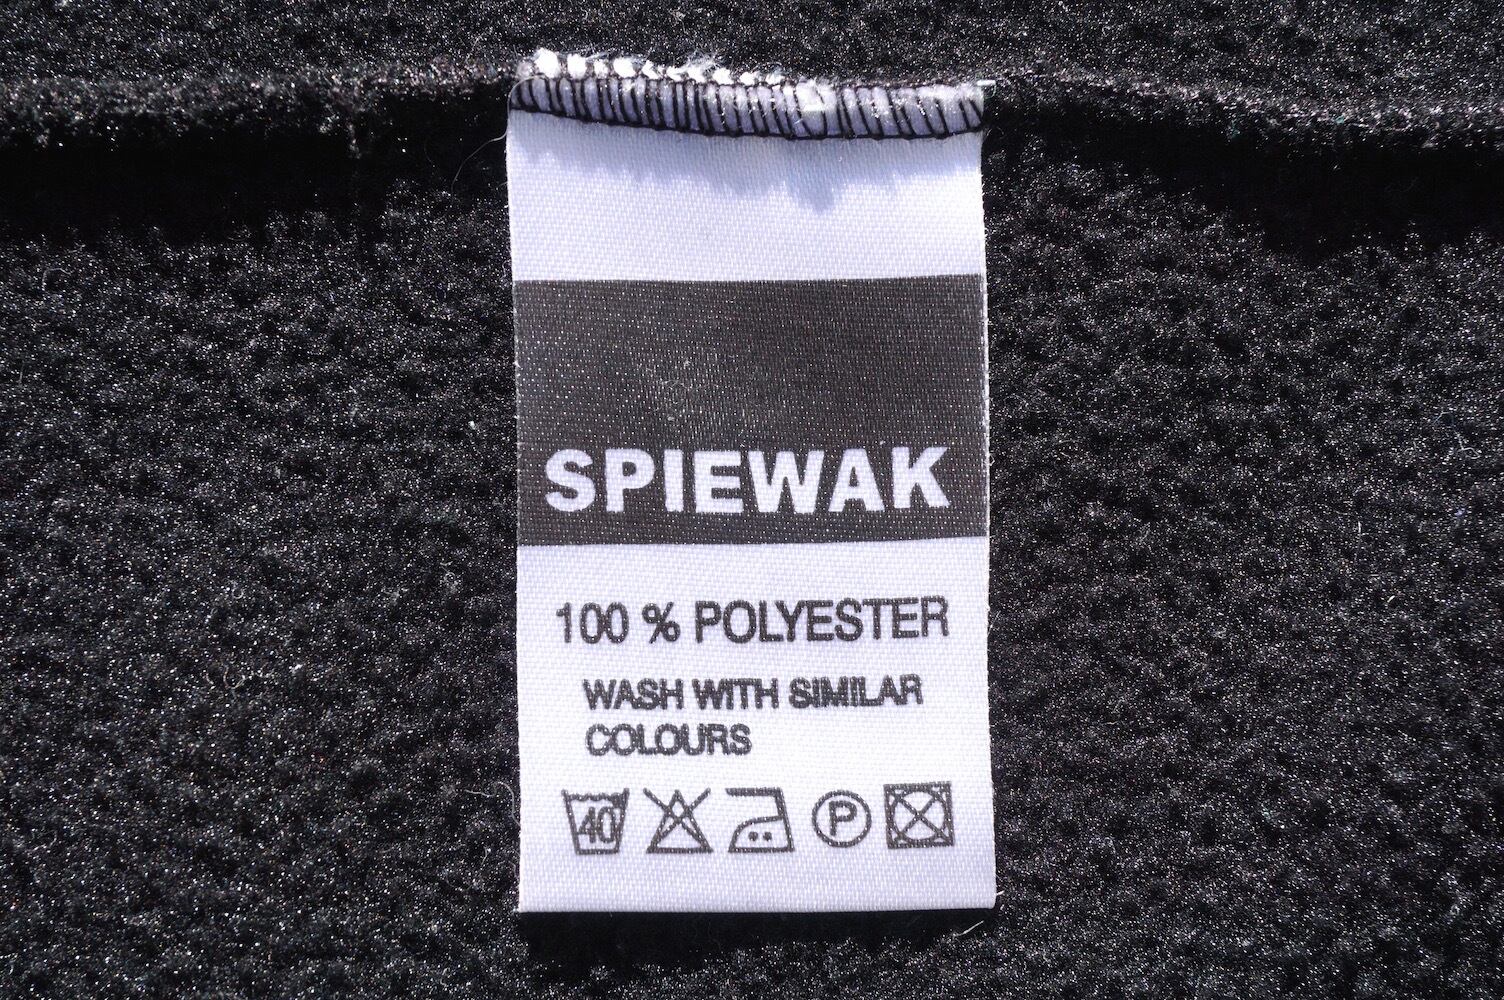 SPIEWAK
100 % POLYESTER
WASH WITH SIMILAR
COLOURS
40 P